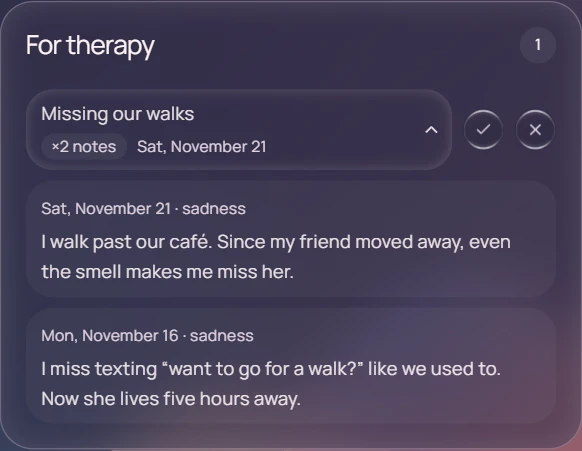 For therapy
1
Missing our walks
×2 notes Sat, November 21
Sat, November 21 · sadness
I walk past our café. Since my friend moved away, even
the smell makes me miss her.
Mon, November 16 · sadness
I miss texting “want to go for a walk?” like we used to.
Now she lives five hours away.